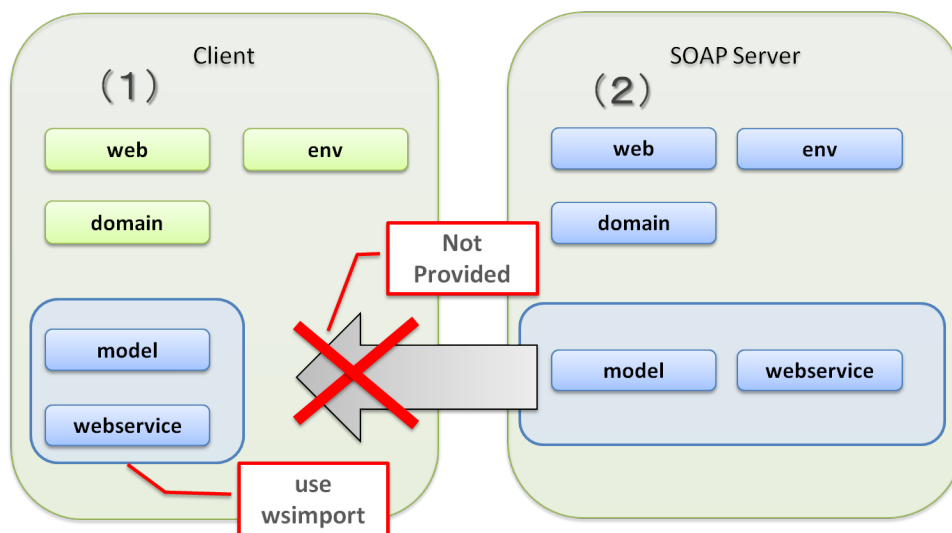 Client
（1）
web
env
domain
model
webservice
use
wsimport
Not
Provided
SOAP Server
（2）
web
env
domain
model
webservice